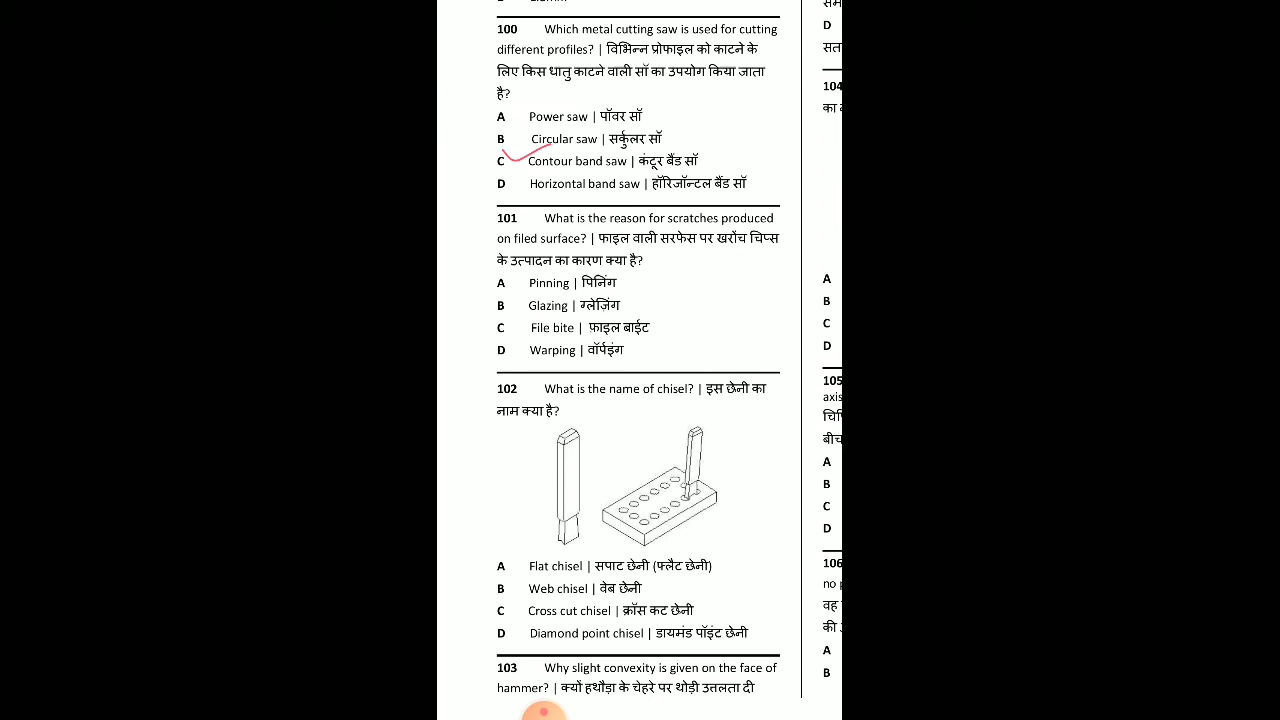 100 Which metal cutting saw is used for cutting
different profiles? | विभिन्न प्रोफाइल को काटने के
लिए किस धातु काटने वाली सॉ का उपयोग किया जाता
है?
A Power saw | पॉवर सॉ
B Circular saw | सर्कुलर सॉ
C Contour band saw | कंटूर बैंड सॉ
D Horizontal band saw | हॉरिजॉन्टल बैंड सॉ
101 What is the reason for scratches produced
on filed surface? | फाइल वाली सरफेस पर खरोंच चिप्स
के उत्पादन का कारण क्या है?
A Pinning | पिनिंग
B Glazing | ग्लेज़िंग
C File bite | फ़ाइल बाईट
D Warping | वॉर्पइंग
102 What is the name of chisel? | इस छेनी का
नाम क्या है?
A Flat chisel | सपाट छेनी (फ्लैट छेनी)
B Web chisel | वेब छेनी
C Cross cut chisel | क्रॉस कट छेनी
D Diamond point chisel | डायमंड पॉइंट छेनी
103 Why slight convexity is given on the face of
hammer? | क्यों हथौड़ा के चेहरे पर थोड़ी उत्तलता दी
D
104
का
A
B
C
D
105
axis
बीच
A
B
C
D
106
no
वह
की
A
B